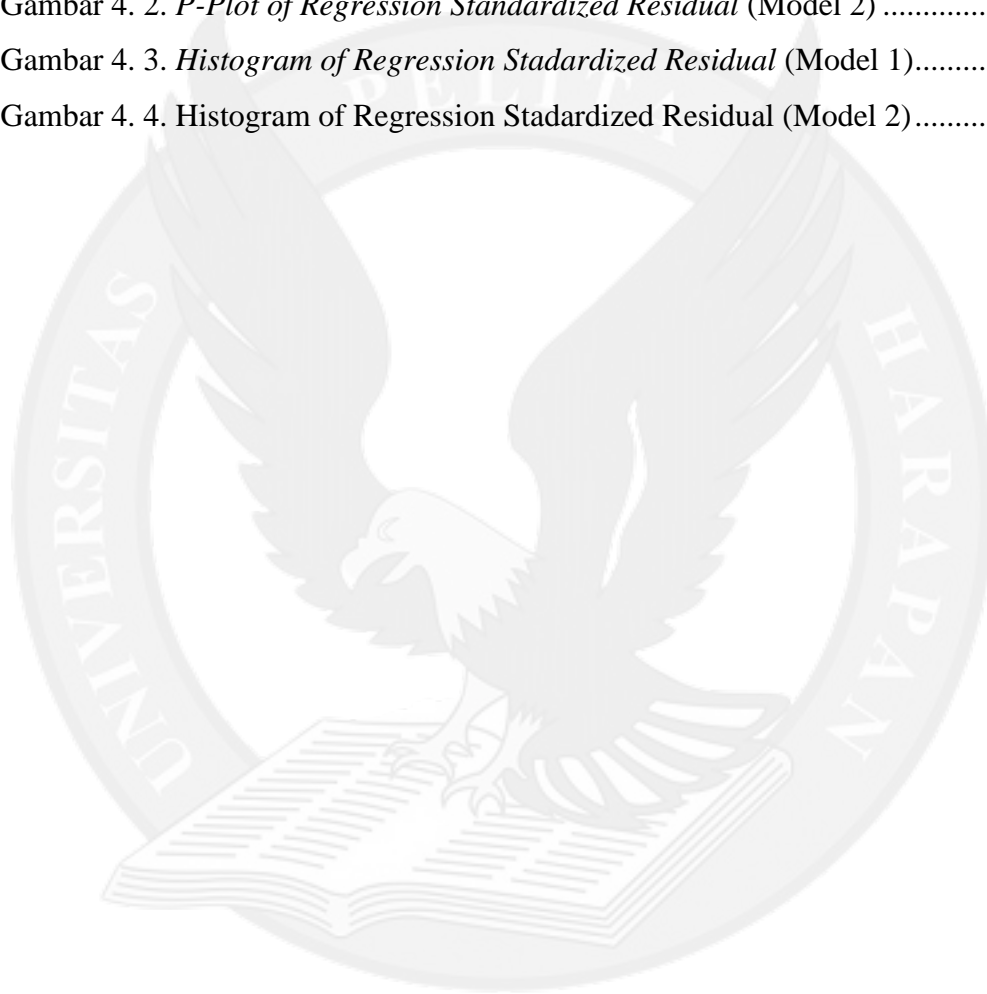 Gambar 4. 2. P-Plot of Regression Standardized Residual (Model 2) .............
Gambar 4. 3. Histogram of Regression Stadardized Residual (Model 1).........
Gambar 4. 4. Histogram of Regression Stadardized Residual (Model 2).........
UNIVERSITAS PELITA HARAPAN